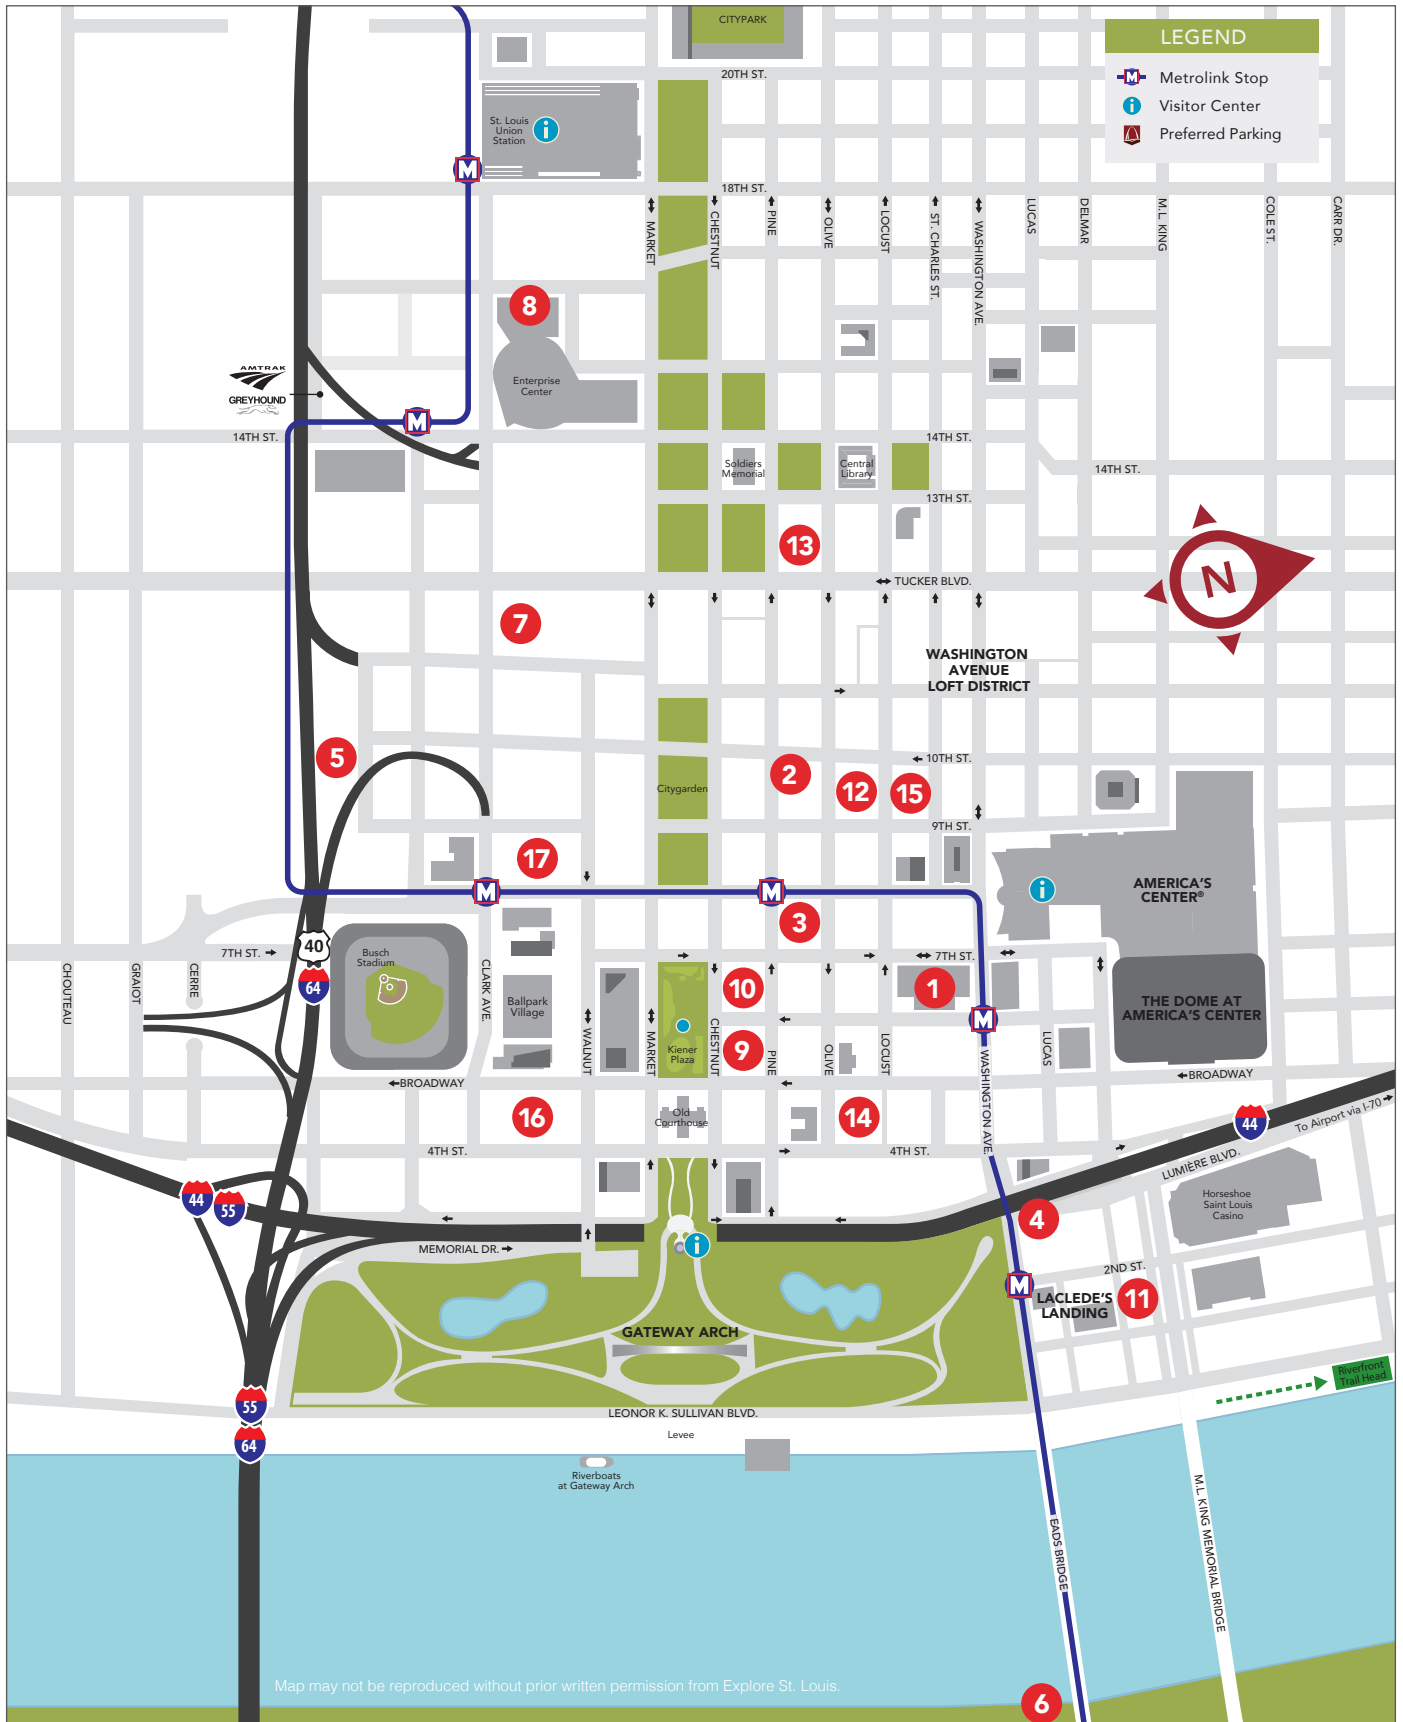 CITYPARK
LEGEND
Metrolink Stop
Visitor Center
Preferred Parking
20TH ST.
St. Louis
Union
Station
18TH ST.
MARKET
CHESTNUT
PINE
OLIVE
LOCUST
ST. CHARLES ST.
WASHINGTON AVE.
LUCAS
DELMAR
M.L. KING
COLE ST.
CARR DR.
8
Enterprise
Center
AMTRAK
GREYHOUND
14TH ST.
14TH ST.
14TH ST.
Soldiers
Memorial
Central
Library
13TH ST.
13
N
TUCKER BLVD.
7
WASHINGTON
AVENUE
LOFT DISTRICT
10TH ST.
5
2
12
15
Citygarden
9TH ST.
17
AMERICA'S
CENTER®
3
40
64
7TH ST.
7TH ST.
Busch
Stadium
CHOUTEAU
GRAIOT
CERRE
CLARK AVE.
Ballpark
Village
WALNUT
MARKET
Kiener
Plaza
CHESTNUT
10
9
PINE
OLIVE
LOCUST
1
WASHINGTON AVE.
LUCAS
THE DOME AT
AMERICA'S CENTER
BROADWAY
BROADWAY
16
Old
Courthouse
14
44
To Airport via I-70
4TH ST.
4TH ST.
LUMIÈRE BLVD.
44
55
Horseshoe
Saint Louis
Casino
4
MEMORIAL DR.
2ND ST.
LACLEDE'S
LANDING
11
GATEWAY ARCH
Riverfront
Trail Head
55
64
LEONOR K. SULLIVAN BLVD.
Levee
Riverboats
at Gateway Arch
EADS BRIDGE
M.L KING MEMORIAL BRIDGE
Map may not be reproduced without prior written permission from Explore St. Louis.
6
M
M
M
M
M
M